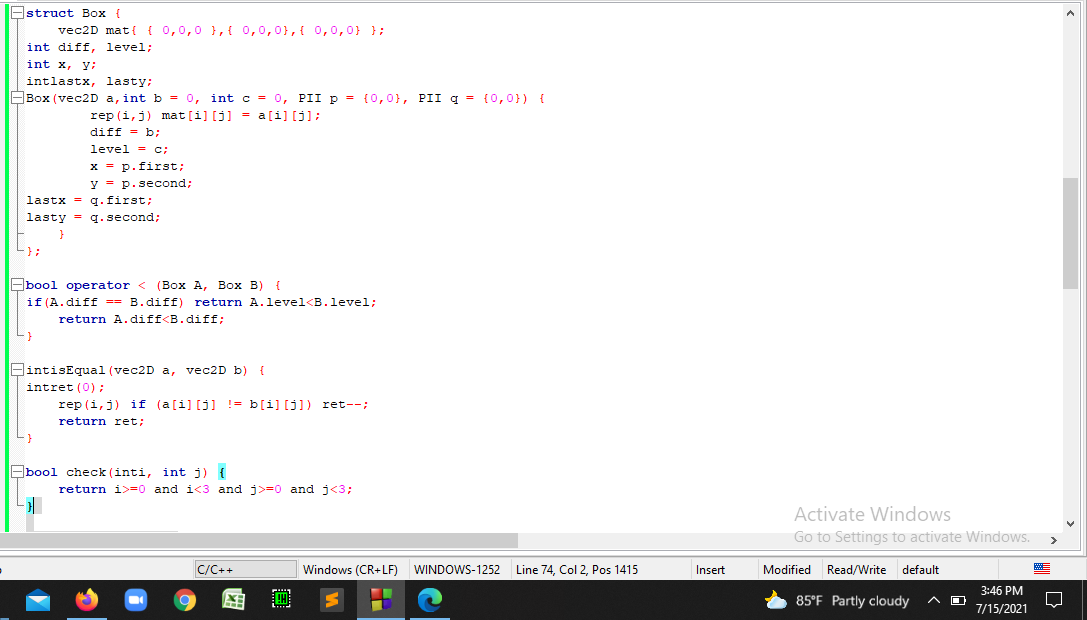 struct Box {
vec2D mat{ { 0,0,0 },{ 0,0,0},{ 0,0,0} };
int diff, level;
int x, y;
intlastx, lasty;
Box(vec2D a,int b = 0, int c = 0, PII p = {0,0}, PII q = {0,0}) {
rep(i,j) mat[i][j] = a[i][j];
diff = b;
level = c;
x = p.first;
y = p.second;
lastx = q.first;
lasty = q.second;
}
};
bool operator < (Box A, Box B) {
if(A.diff == B.diff) return A.level<B.level;
return A.diff<B.diff;
}
intisEqual(vec2D a, vec2D b) {
intret(0);
rep(i,j) if (a[i][j] != b[i][j]) ret--;
return ret;
}
bool check(inti, int j) {
return i>=0 and i<3 and j>=0 and j<3;
}
Activate Windows
Go to Settings to activate Windows.
C/C++ Windows (CR+LF) WINDOWS-1252 Line 74, Col 2, Pos 1415 Insert Modified Read/Write default
85°F Partly cloudy
3:46 PM
7/15/2021